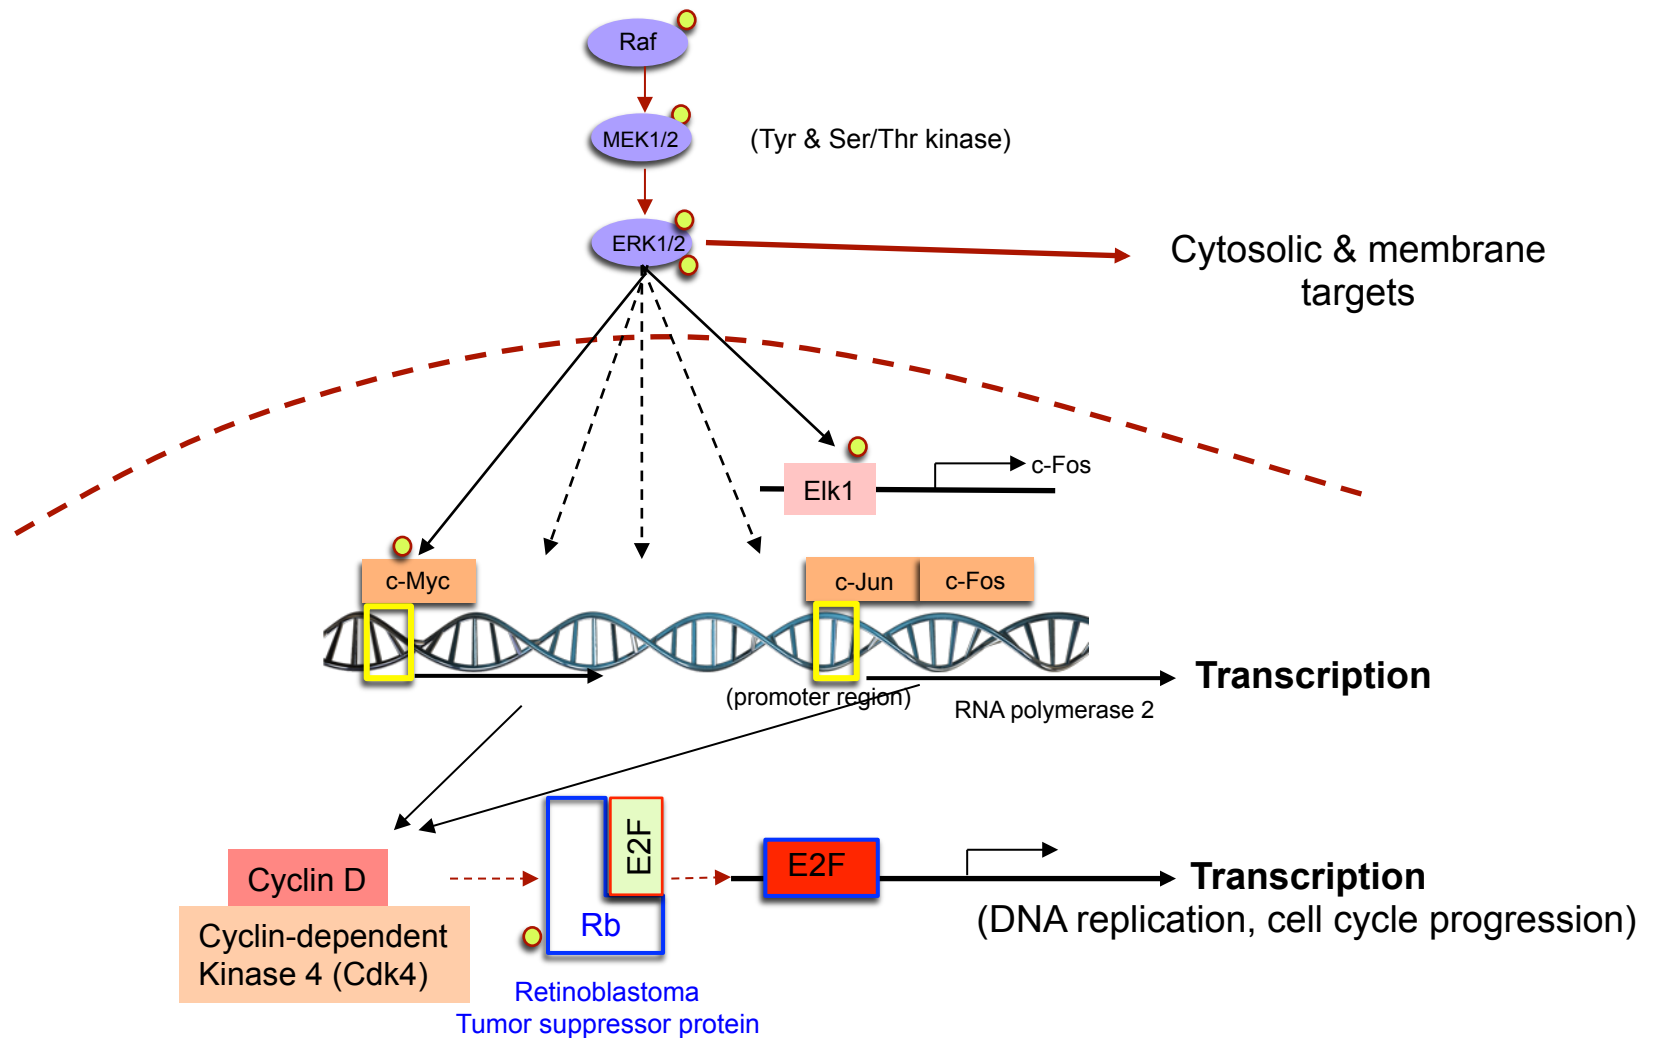 Raf
MEK1/2
(Tyr & Ser/Thr kinase)
ERK1/2
Cytosolic & membrane
targets
c-Fos
Elk1
c-Myc
c-Jun
c-Fos
Transcription
(promoter region)
RNA polymerase 2
E2F
E2F
Cyclin D
Transcription
(DNA replication, cell cycle progression)
Rb
Cyclin-dependent
Kinase 4 (Cdk4)
Retinoblastoma
Tumor suppressor protein